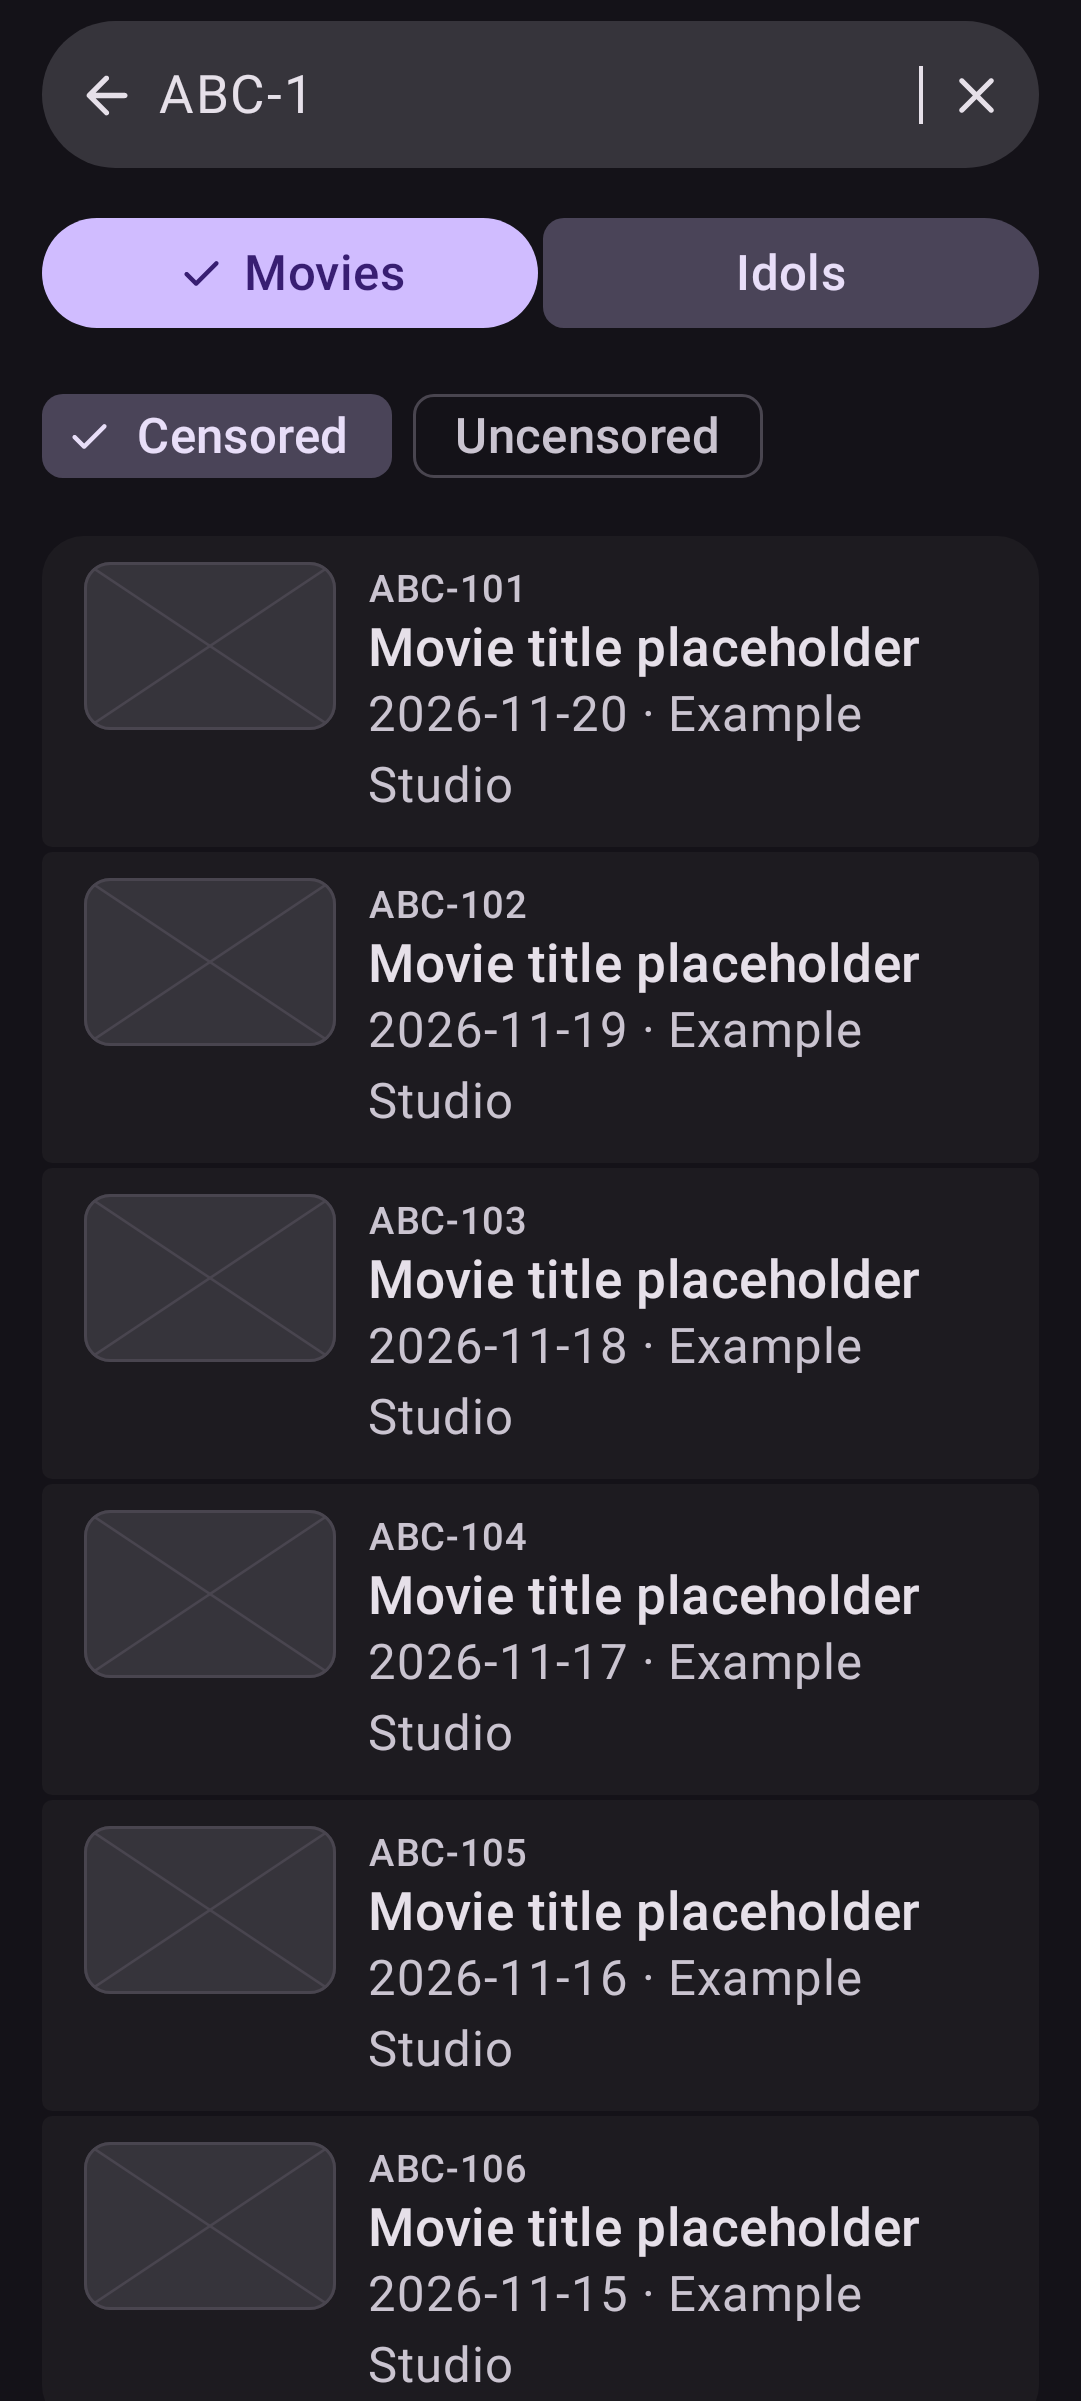 ABC-1
Movies
Idols
Censored
Uncensored
ABC-101
Movie title placeholder
2026-11-20 · Example
Studio
ABC-102
Movie title placeholder
2026-11-19 · Example
Studio
ABC-103
Movie title placeholder
2026-11-18 · Example
Studio
ABC-104
Movie title placeholder
2026-11-17 · Example
Studio
ABC-105
Movie title placeholder
2026-11-16 · Example
Studio
ABC-106
Movie title placeholder
2026-11-15 · Example
Studio